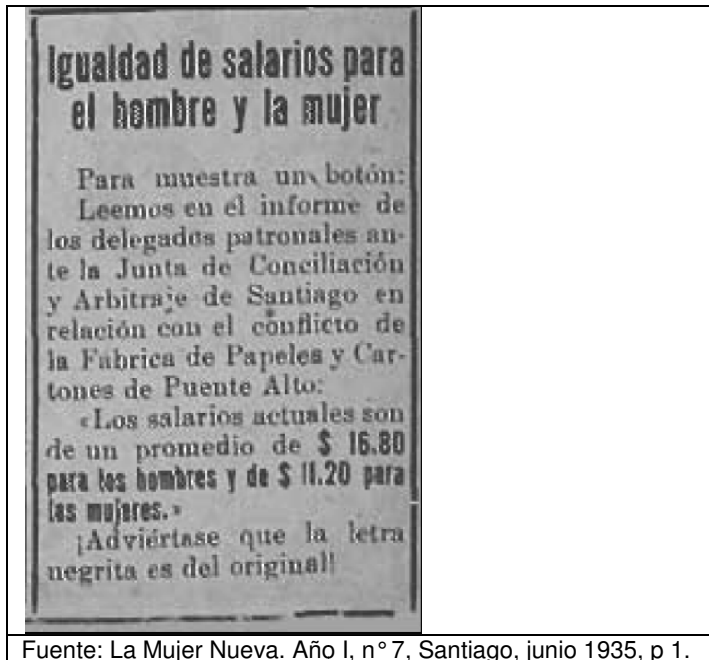 Igualdad de salarios para
el hombre y la mujer
Para muestra un botón:
Leemos en el informe de
los delegados patronales an-
te la Junta de Conciliación
y Arbitraje de Santiago en
relación con el conflicto de
la Fabrica de Papeles y Car-
tones de Puente Alto:
«Los salarios actuales son
de un promedio de $ 16.80
para los hombres y de $ 11.20 para
las mujeres.»
¡Adviértase que la letra
negrita es del original!
Fuente: La Mujer Nueva. Año I, n° 7, Santiago, junio 1935, p 1.